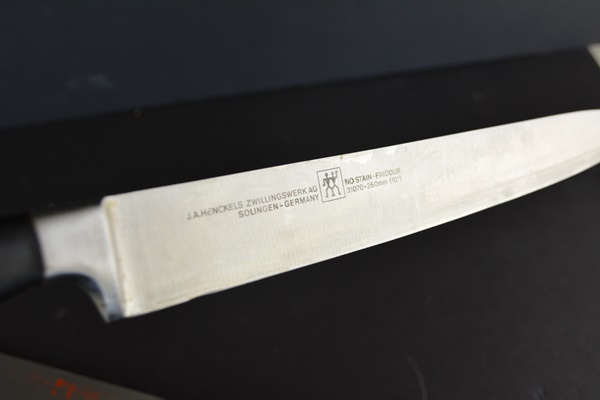 J.A.HENCKELS ZWILLINGSWERK AG
SOLINGEN-GERMANY
NO STAIN-FRIODUR
31070-260mm (10")